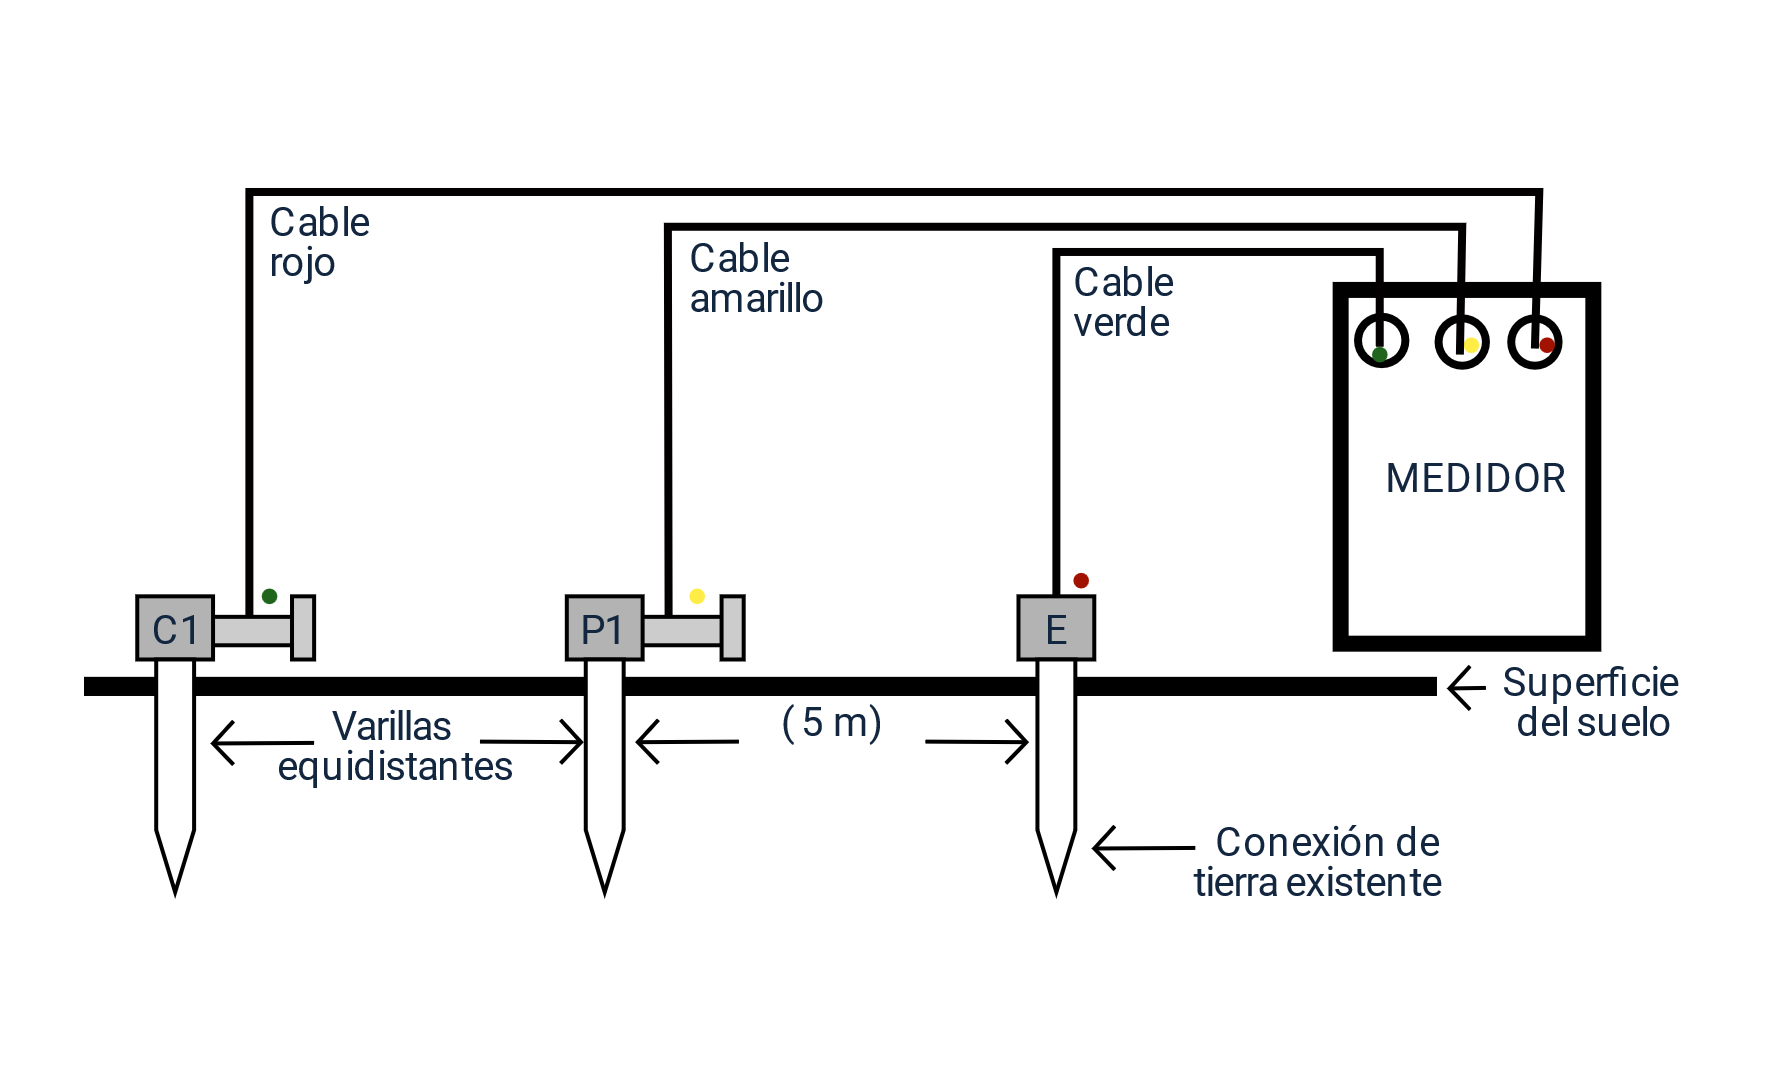 Cable
rojo
Cable
amarillo
Cable
verde
MEDIDOR
C1
P1
E
Varillas
equidistantes
( 5 m)
Superficie
del suelo
Conexión de
tierra existente